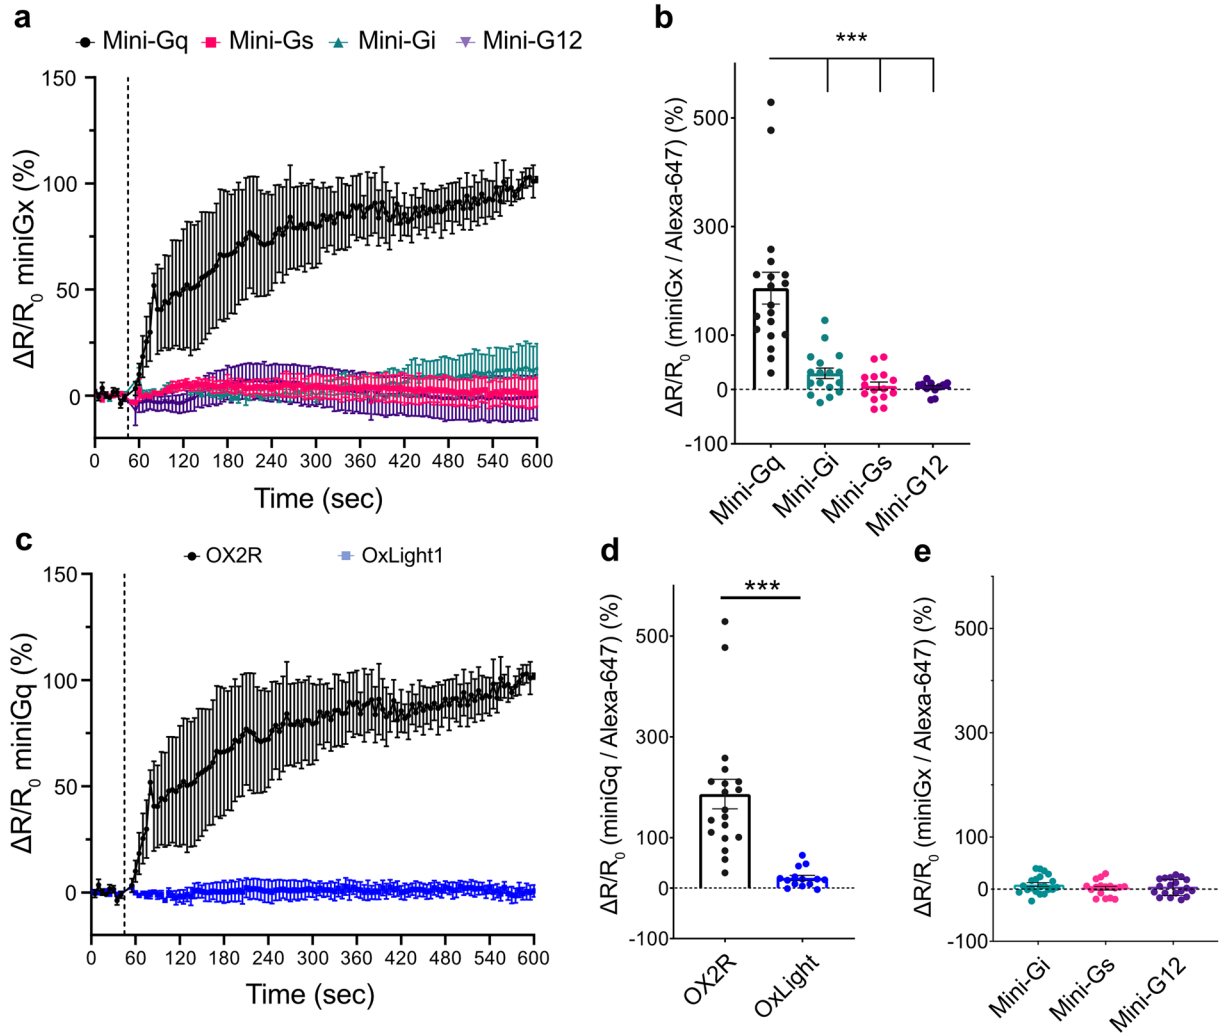 a
Mini-Gq Mini-Gs Mini-Gi Mini-G12
ΔR/R0 miniGx (%)
150
100
50
0
0 60 120 180 240 300 360 420 480 540 600
Time (sec)
b
***
ΔR/R0 (miniGx / Alexa-647) (%)
500
300
100
0
-100
Mini-Gq Mini-Gi Mini-Gs Mini-G12
c
OX2R OxLight1
ΔR/R0 miniGq (%)
150
100
50
0
0 60 120 180 240 300 360 420 480 540 600
Time (sec)
d
***
ΔR/R0 (miniGq / Alexa-647) (%)
500
300
100
0
-100
OX2R OxLight
e
ΔR/R0 (miniGx / Alexa-647) (%)
500
300
100
0
-100
Mini-Gi Mini-Gs Mini-G12